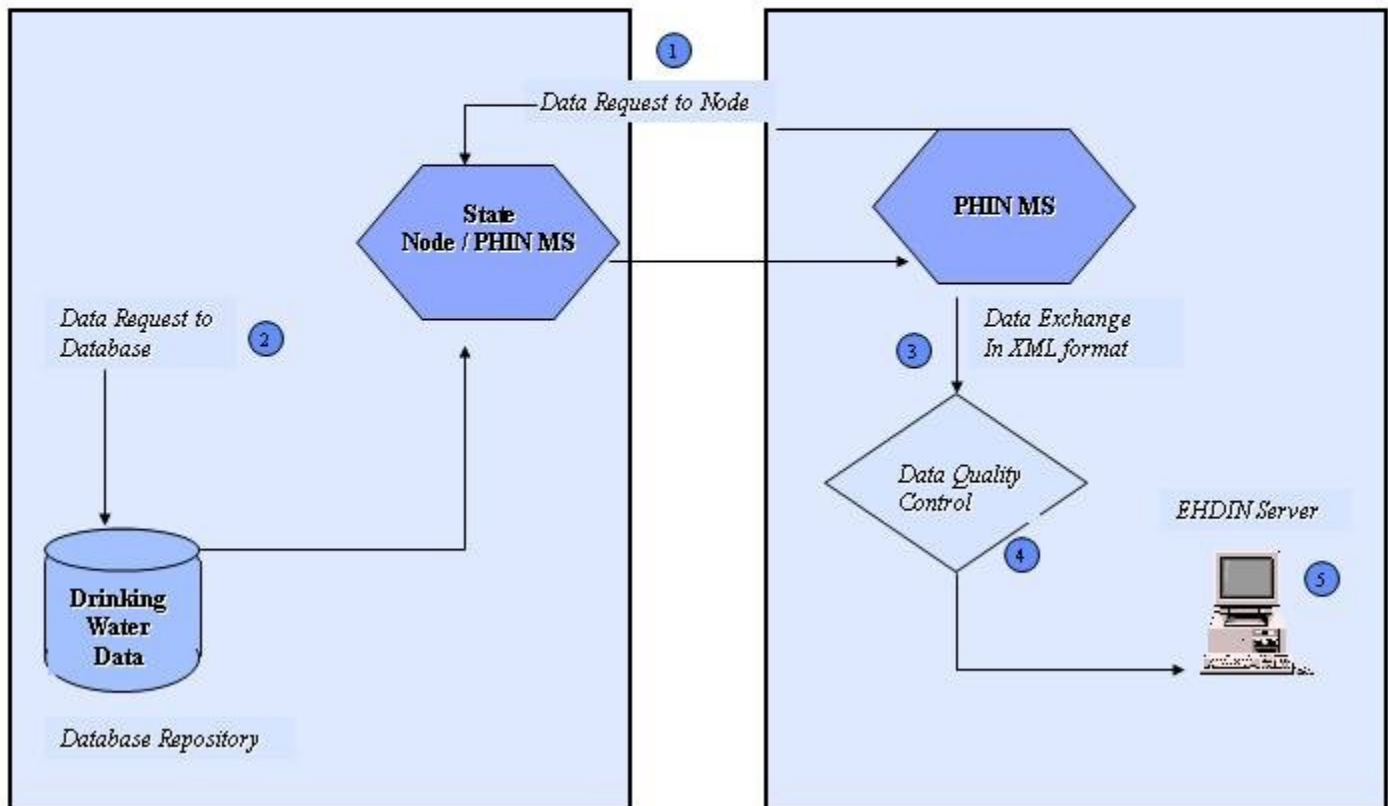 1
Data Request to Node
State
Node / PHIN MS
PHIN MS
Data Request to
Database
2
Data Exchange
In XML format
3
Data Quality
Control
4
EHDIN Server
5
Drinking
Water
Data
Database Repository